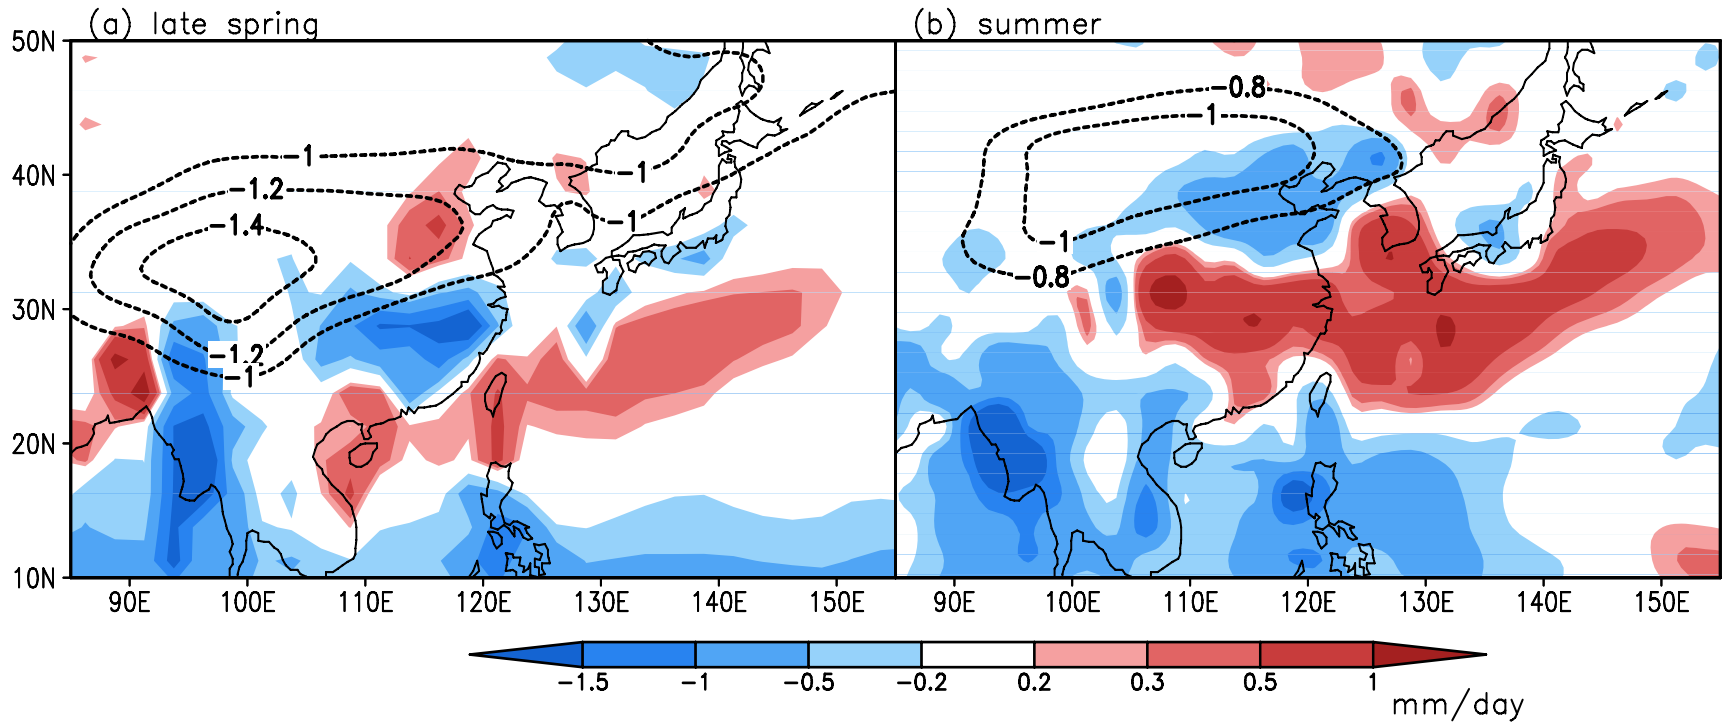 (a) late spring
(b) summer
50N
40N
30N
20N
10N
−1
−1.2
−1.4
−1
−1
−1.2
−1
−0.8
−1
−1
−0.8
90E 100E 110E 120E 130E 140E 150E
90E 100E 110E 120E 130E 140E 150E
−1.5 −1 −0.5 −0.2 0.2 0.3 0.5 1
mm/day